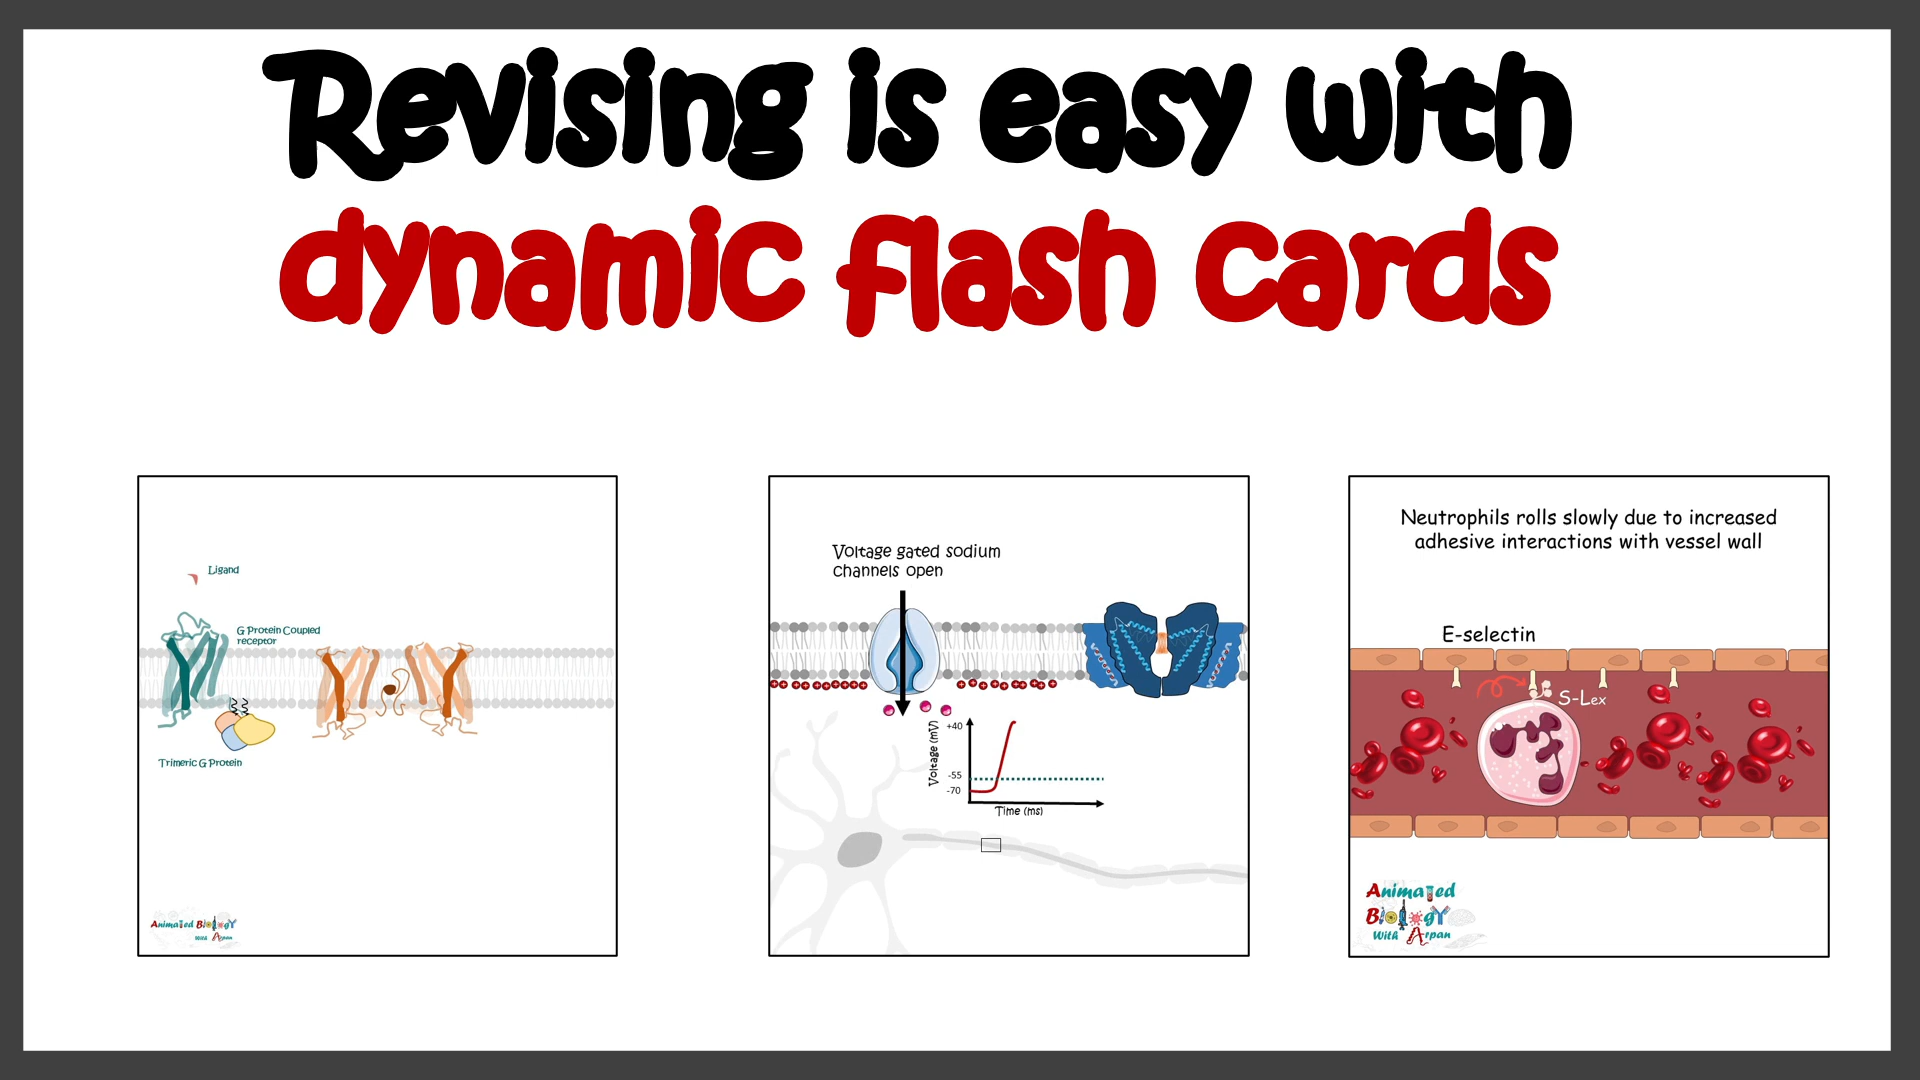 Revising is easy with
dynamic flash cards
Ligand
G Protein Coupled
receptor
Trimeric G Protein
Animated Biology
With Arpan
Voltage gated sodium
channels open
Voltage (mV)
+40
-55
-70
Time (ms)
Neutrophils rolls slowly due to increased
adhesive interactions with vessel wall
E-selectin
S-Lex
Animated
Biology
With Arpan